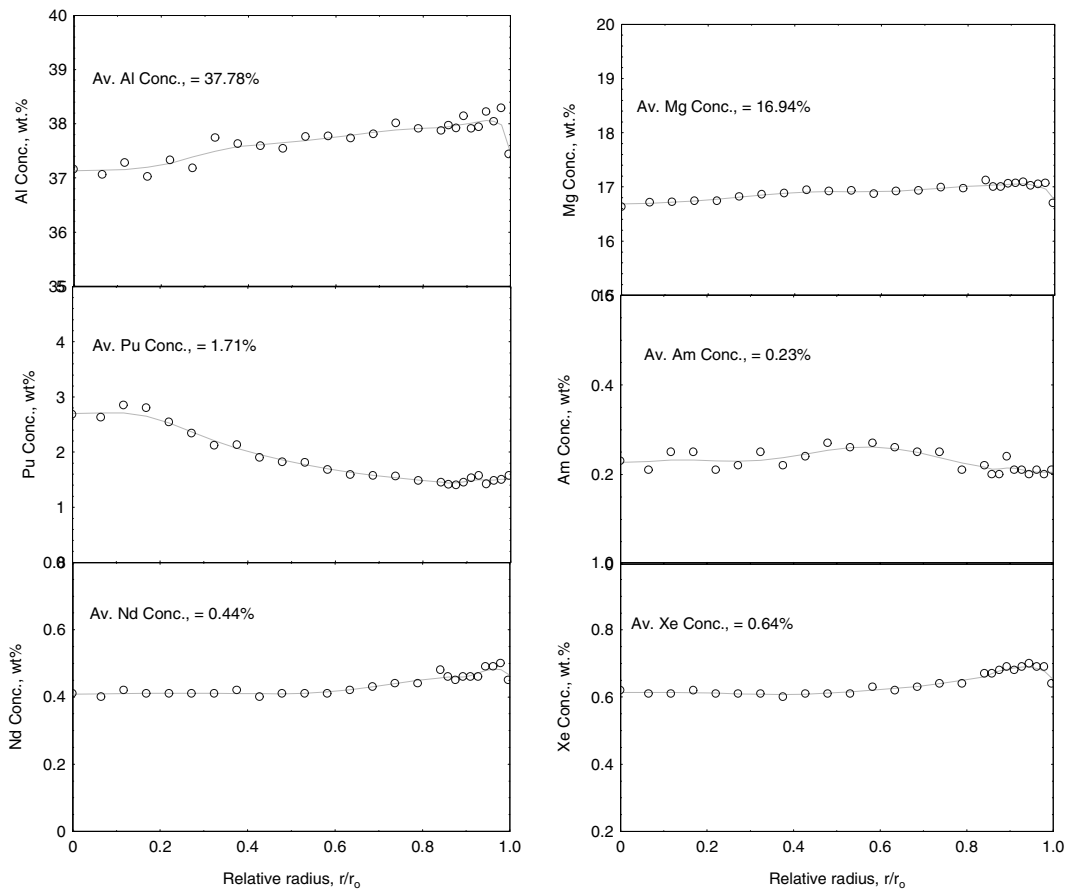 Al Conc., wt.%
40
39
38
37
36
35
Av. Al Conc., = 37.78%
Mg Conc., wt.%
20
19
18
17
16
15
Av. Mg Conc., = 16.94%
Pu Conc., wt%
5
4
3
2
1
0
Av. Pu Conc., = 1.71%
Am Conc., wt%
0.6
0.4
0.2
0
Av. Am Conc., = 0.23%
Nd Conc., wt%
0.8
0.6
0.4
0.2
0
Av. Nd Conc., = 0.44%
0 0.2 0.4 0.6 0.8 1.0
Relative radius, r/ro
Xe Conc., wt.%
1.0
0.8
0.6
0.4
0.2
Av. Xe Conc., = 0.64%
0 0.2 0.4 0.6 0.8 1.0
Relative radius, r/ro